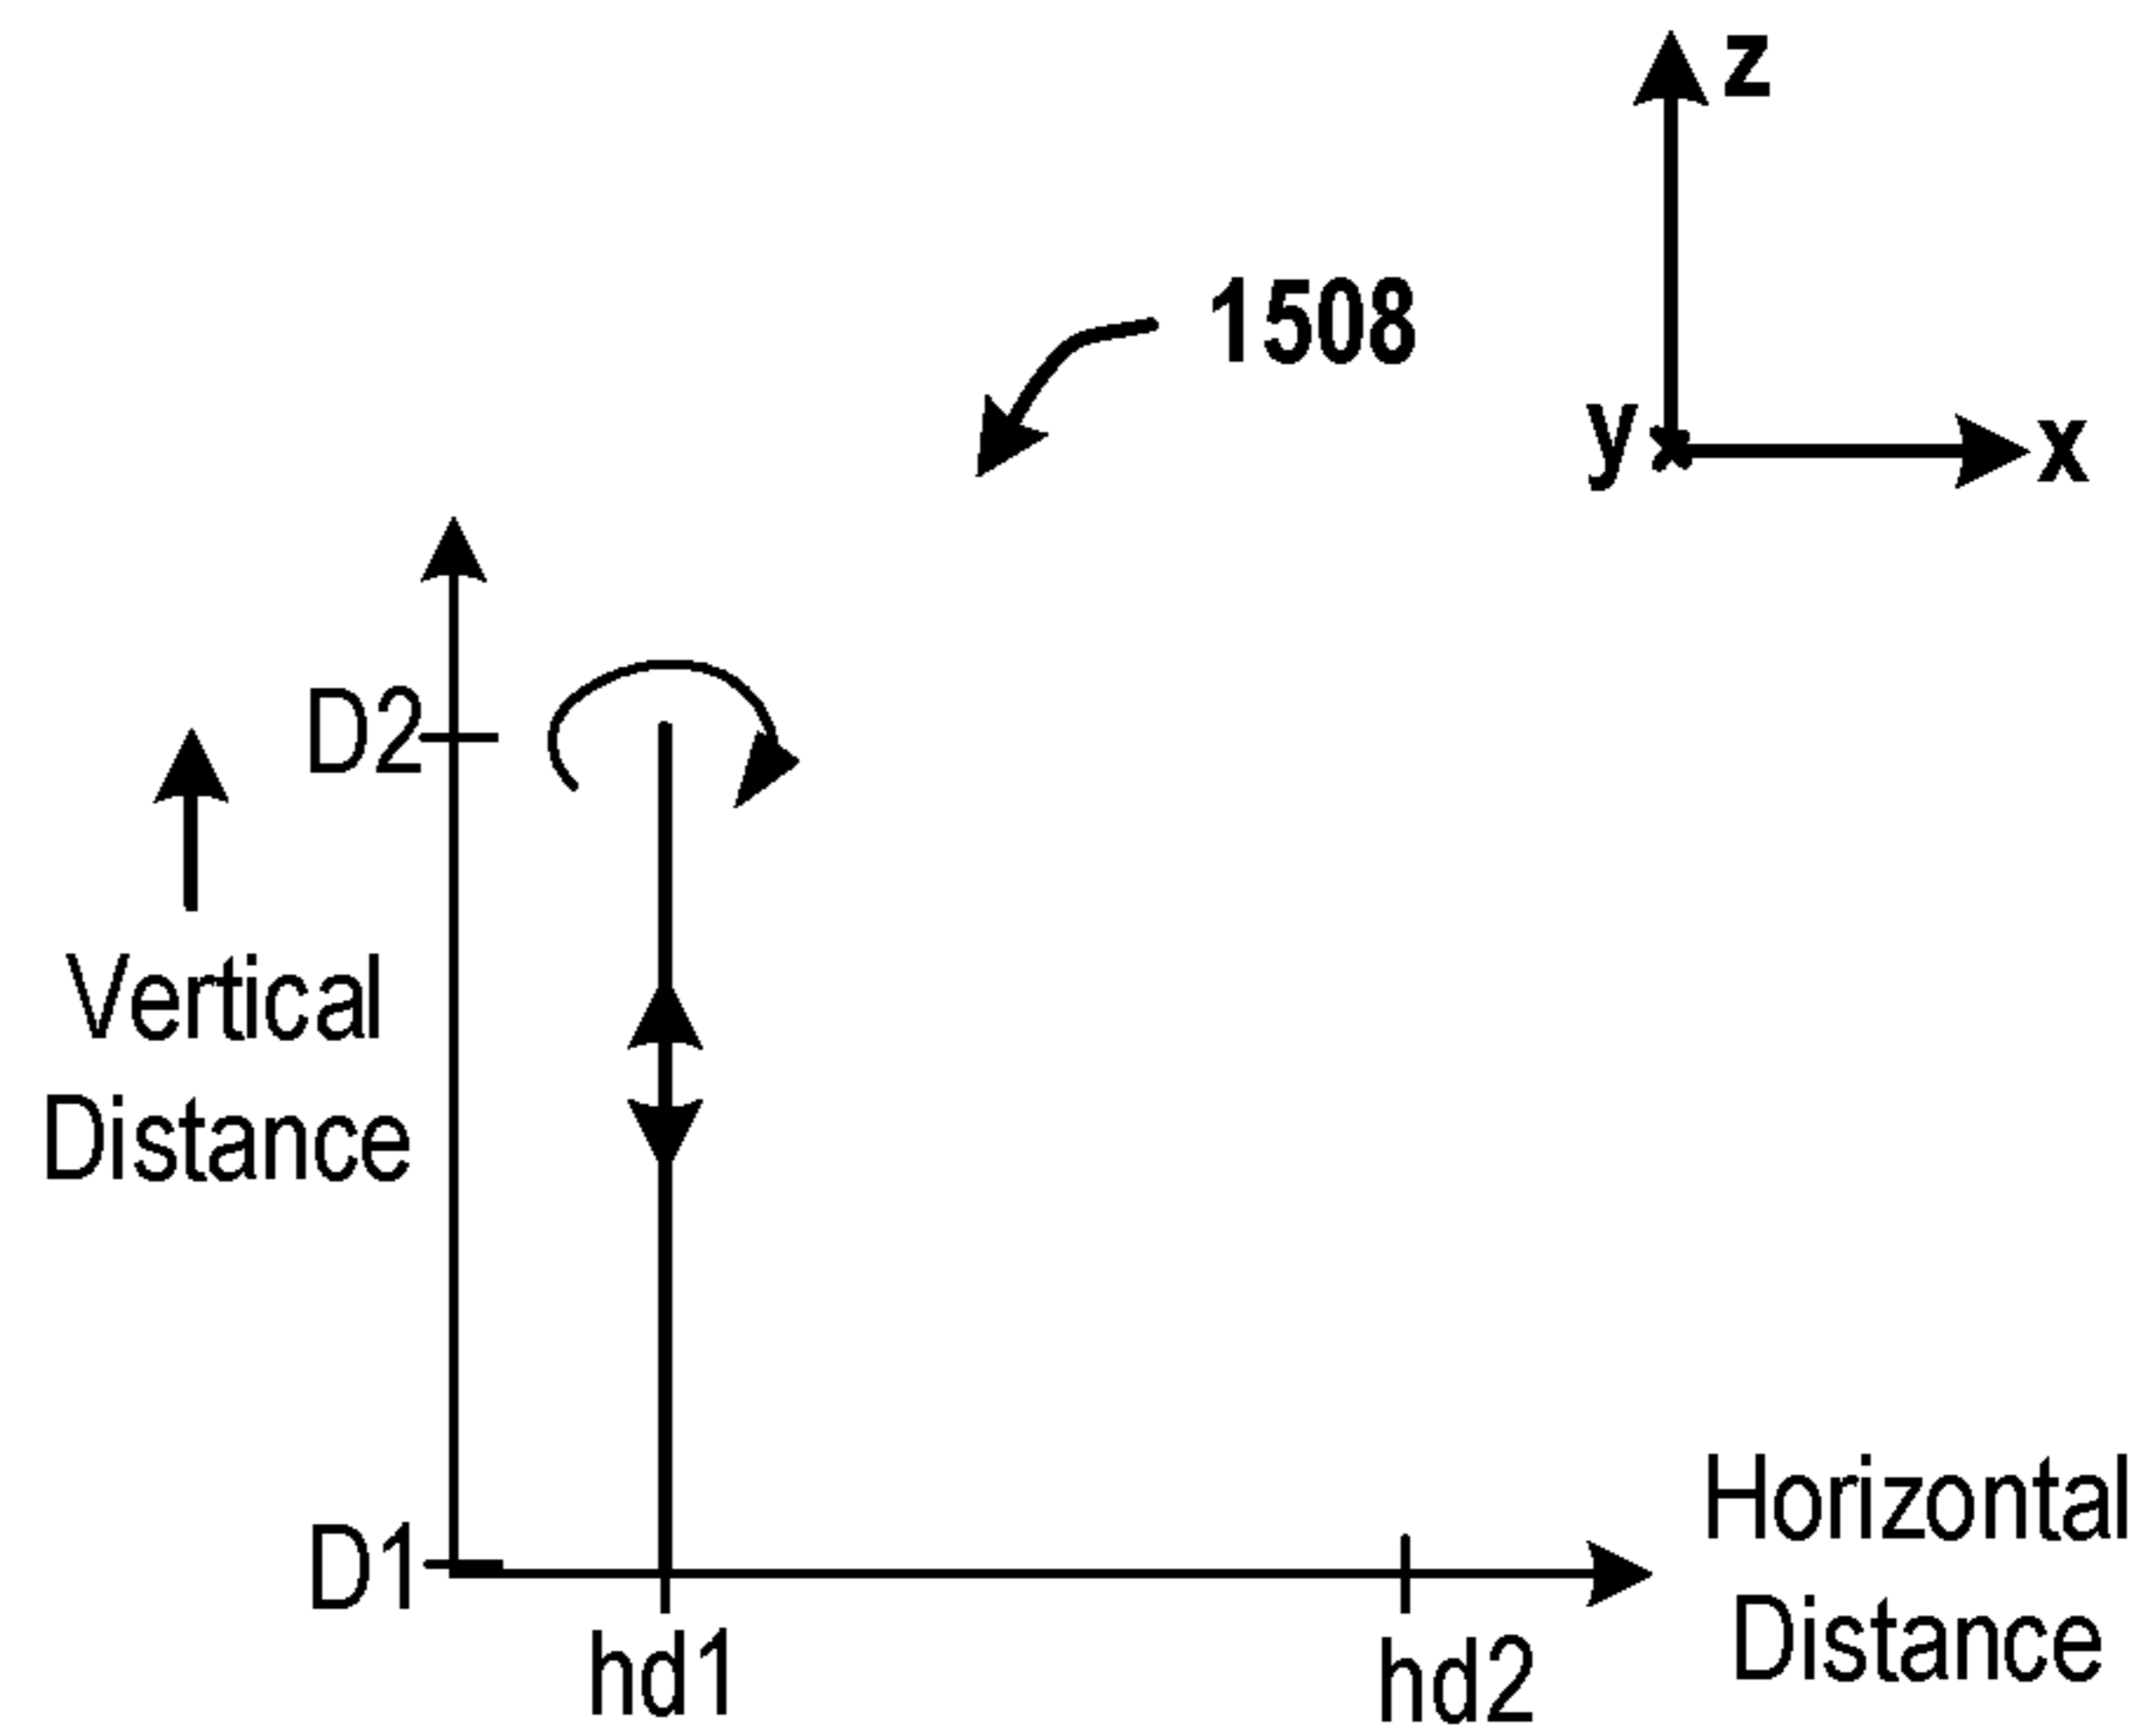 z
1508
y
x
D2
Vertical
Distance
D1
hd1
hd2
Horizontal
Distance